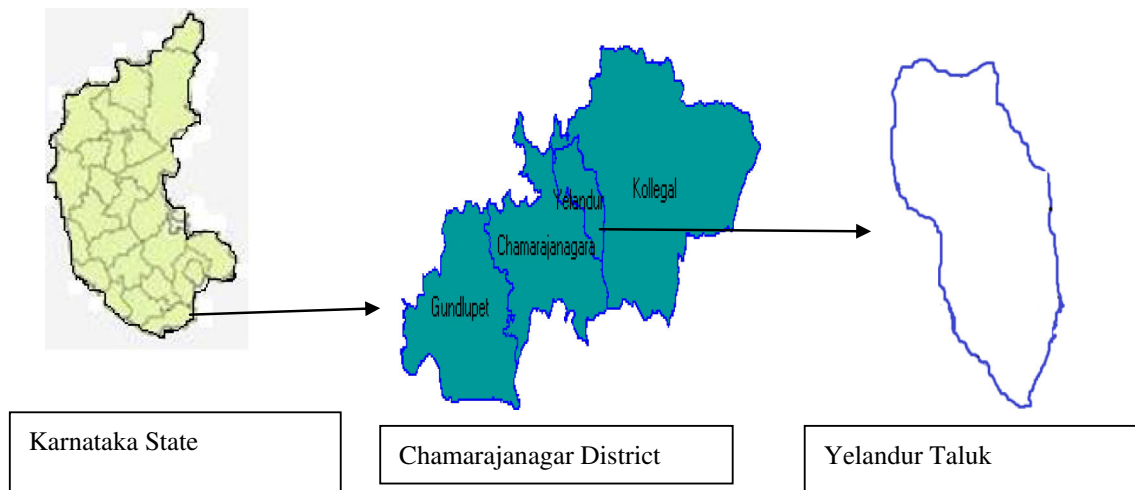 Yelandur
Kollegal
Chamarajanagara
Gundlupet
Karnataka State
Chamarajanagar District
Yelandur Taluk